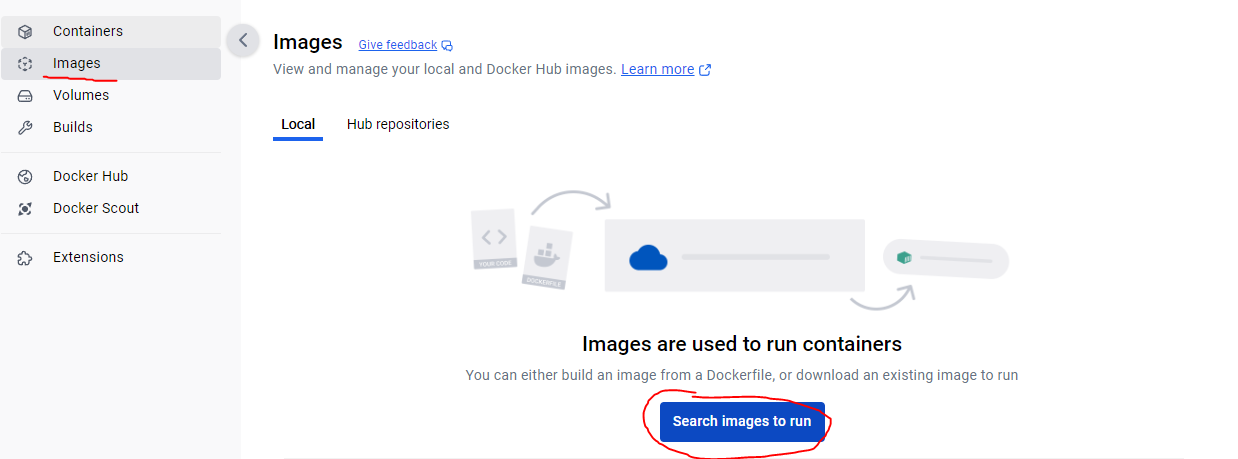 Containers
Images
Volumes
Builds
Docker Hub
Docker Scout
Extensions
Images Give feedback
View and manage your local and Docker Hub images. Learn more
Local Hub repositories
YOUR CODE
DOCKERFILE
Images are used to run containers
You can either build an image from a Dockerfile, or download an existing image to run
Search images to run